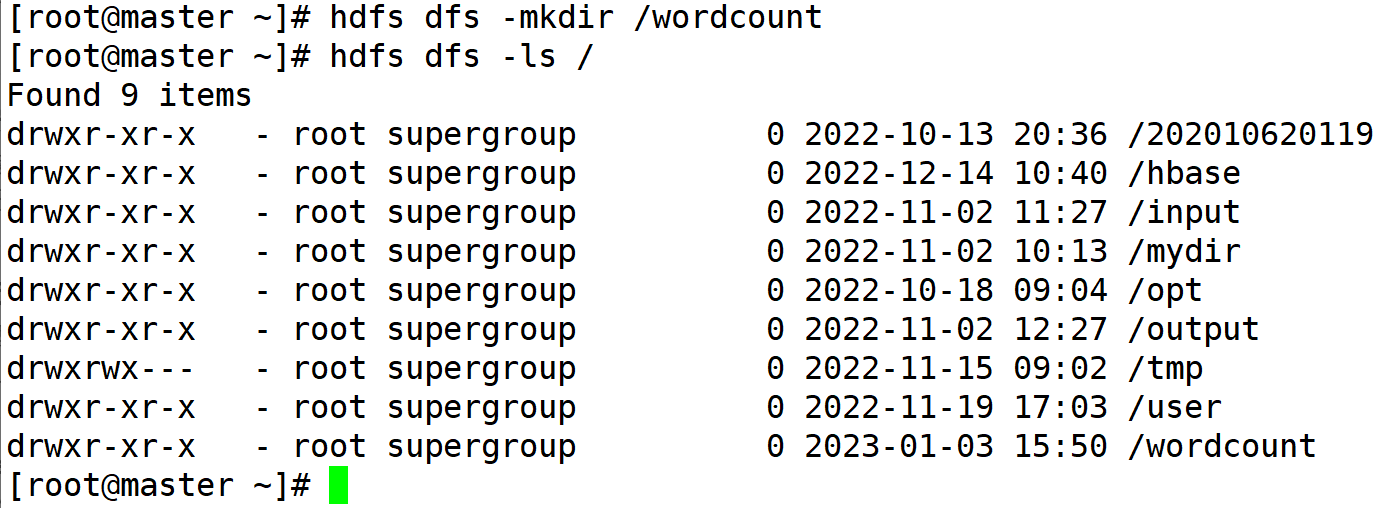 [root@master ~]# hdfs dfs -mkdir /wordcount
[root@master ~]# hdfs dfs -ls /
Found 9 items
drwxr-xr-x   - root supergroup          0 2022-10-13 20:36 /202010620119
drwxr-xr-x   - root supergroup          0 2022-12-14 10:40 /hbase
drwxr-xr-x   - root supergroup          0 2022-11-02 11:27 /input
drwxr-xr-x   - root supergroup          0 2022-11-02 10:13 /mydir
drwxr-xr-x   - root supergroup          0 2022-10-18 09:04 /opt
drwxr-xr-x   - root supergroup          0 2022-11-02 12:27 /output
drwxrwx---   - root supergroup          0 2022-11-15 09:02 /tmp
drwxr-xr-x   - root supergroup          0 2022-11-19 17:03 /user
drwxr-xr-x   - root supergroup          0 2023-01-03 15:50 /wordcount
[root@master ~]#